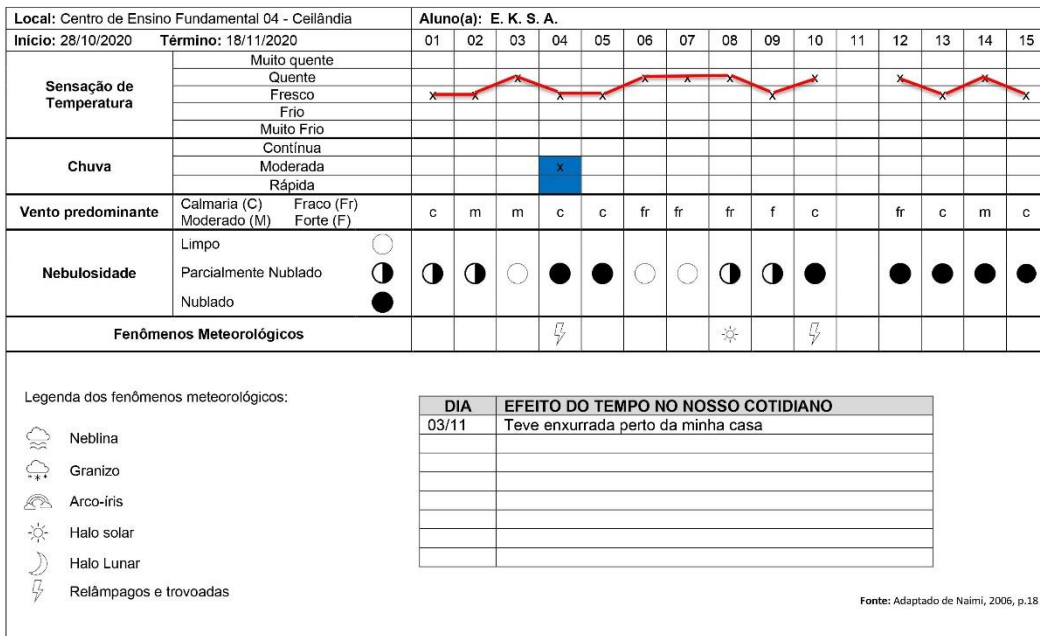 Local: Centro de Ensino Fundamental 04 - Ceilândia Aluno(a): E. K. S. A.
Início: 28/10/2020 Término: 18/11/2020 01 02 03 04 05 06 07 08 09 10 11 12 13 14 15
Sensação de Temperatura
Muito quente
Quente x x x x x x x
Fresco x x x x x x x
Frio
Muito Frio
Chuva
Contínua
Moderada x
Rápida
Vento predominante
Calmaria (C) Fraco (Fr)
Moderado (M) Forte (F)
c m m c c fr fr fr f c fr c m c
Nebulosidade
Limpo
Parcialmente Nublado
Nublado
Fenômenos Meteorológicos
Legenda dos fenômenos meteorológicos:
Neblina
Granizo
Arco-íris
Halo solar
Halo Lunar
Relâmpagos e trovoadas
DIA EFEITO DO TEMPO NO NOSSO COTIDIANO
03/11 Teve enxurrada perto da minha casa
Fonte: Adaptado de Naimi, 2006, p.18